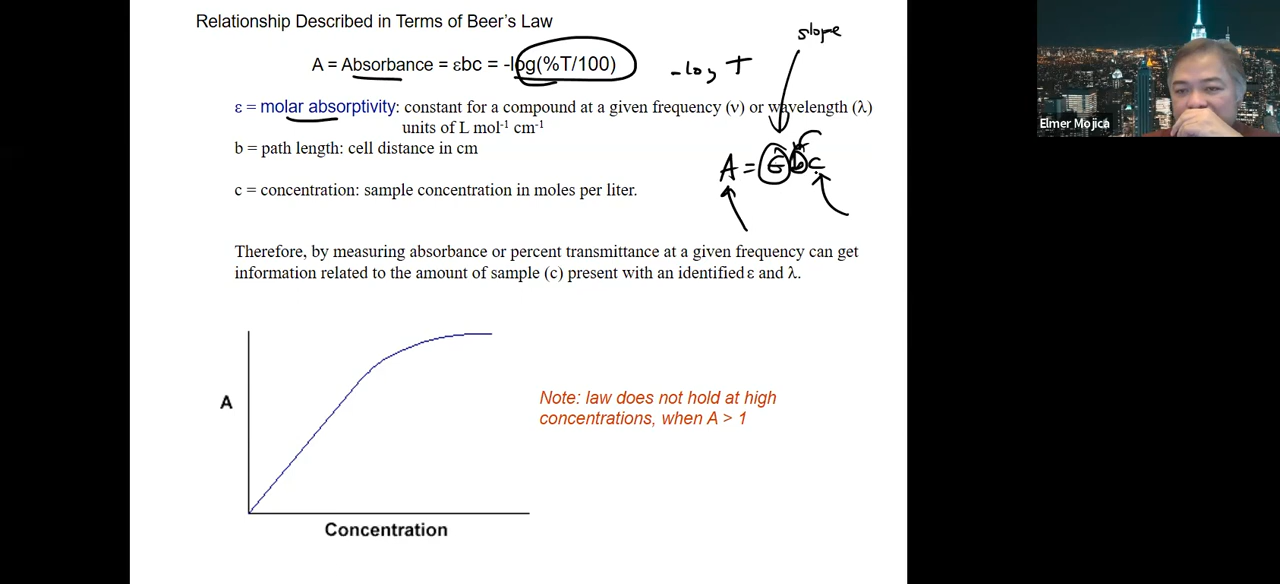 Relationship Described in Terms of Beer's Law
slope
A = Absorbance = εbc = -log(%T/100)
-log T
ε = molar absorptivity: constant for a compound at a given frequency (ν) or wavelength (λ)
units of L mol⁻¹ cm⁻¹
b = path length: cell distance in cm
A = εbc
c = concentration: sample concentration in moles per liter.
Therefore, by measuring absorbance or percent transmittance at a given frequency can get
information related to the amount of sample (c) present with an identified ε and λ.
A
Note: law does not hold at high
concentrations, when A > 1
Concentration
Elmer Mojica